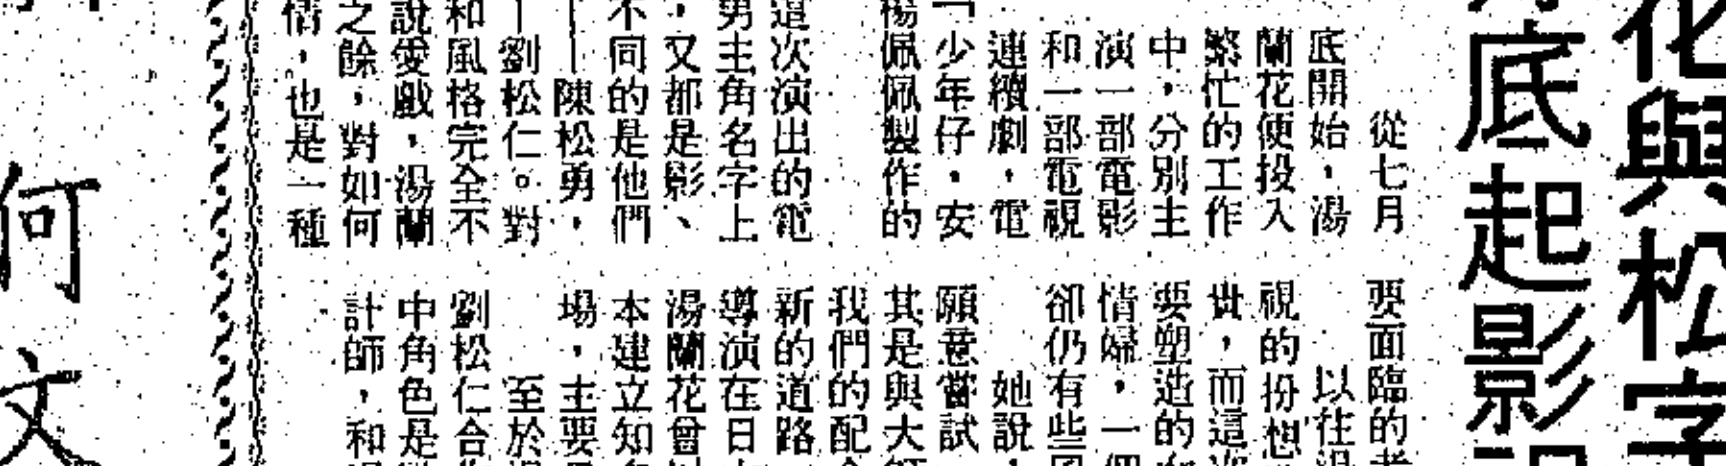 花與松字
底起影視
從七月
底開始，湯
蘭花便投入
繁忙的工作
中，分別主
演一部電影
和一部電視
連續劇，電
「少年仔，安
楊佩佩製作的
這次演出的電
男主角名字上
，又都是影、
不同的是他們
—陳松勇，
—劉松仁。對
和風格完全不
說愛戲，湯蘭
之餘，對如何
情，也是一種
要面臨的考
以往湯
視的扮相
貴，而這次
要塑造的
情婦，一個
卻仍有些
她說，
願意嘗試
其是與大
我們的配合
新的道路
導演在日
湯蘭花曾
本建立知名
場，主要
至於
劉松仁合作
中角色是
計師，和
何
文